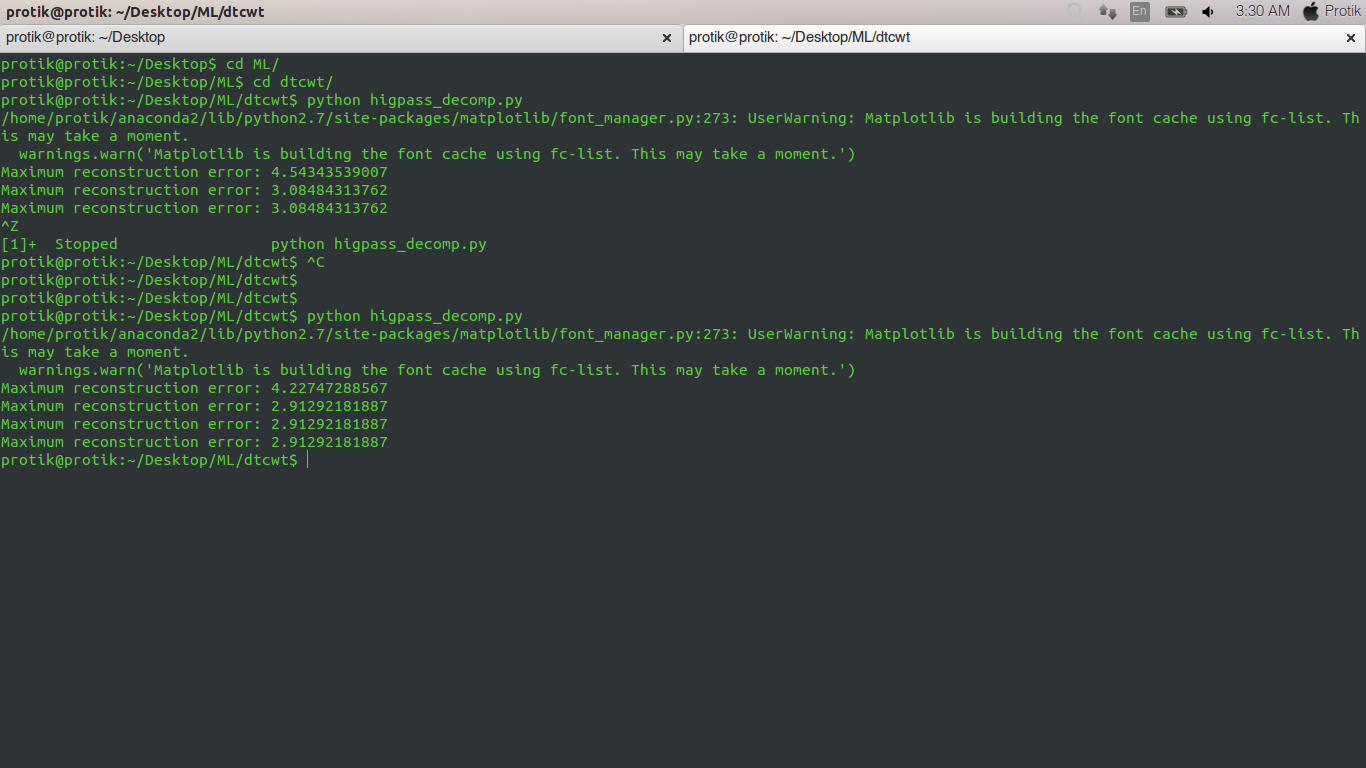 protik@protik: ~/Desktop/ML/dtcwt
En
3:30 AM
Protik
protik@protik: ~/Desktop
×
protik@protik: ~/Desktop/ML/dtcwt
×
protik@protik:~/Desktop$ cd ML/
protik@protik:~/Desktop/ML$ cd dtcwt/
protik@protik:~/Desktop/ML/dtcwt$ python higpass_decomp.py
/home/protik/anaconda2/lib/python2.7/site-packages/matplotlib/font_manager.py:273: UserWarning: Matplotlib is building the font cache using fc-list. Th
is may take a moment.
  warnings.warn('Matplotlib is building the font cache using fc-list. This may take a moment.')
Maximum reconstruction error: 4.54343539007
Maximum reconstruction error: 3.08484313762
Maximum reconstruction error: 3.08484313762
^Z
[1]+  Stopped                 python higpass_decomp.py
protik@protik:~/Desktop/ML/dtcwt$ ^C
protik@protik:~/Desktop/ML/dtcwt$
protik@protik:~/Desktop/ML/dtcwt$
protik@protik:~/Desktop/ML/dtcwt$ python higpass_decomp.py
/home/protik/anaconda2/lib/python2.7/site-packages/matplotlib/font_manager.py:273: UserWarning: Matplotlib is building the font cache using fc-list. Th
is may take a moment.
  warnings.warn('Matplotlib is building the font cache using fc-list. This may take a moment.')
Maximum reconstruction error: 4.22747288567
Maximum reconstruction error: 2.91292181887
Maximum reconstruction error: 2.91292181887
Maximum reconstruction error: 2.91292181887
protik@protik:~/Desktop/ML/dtcwt$